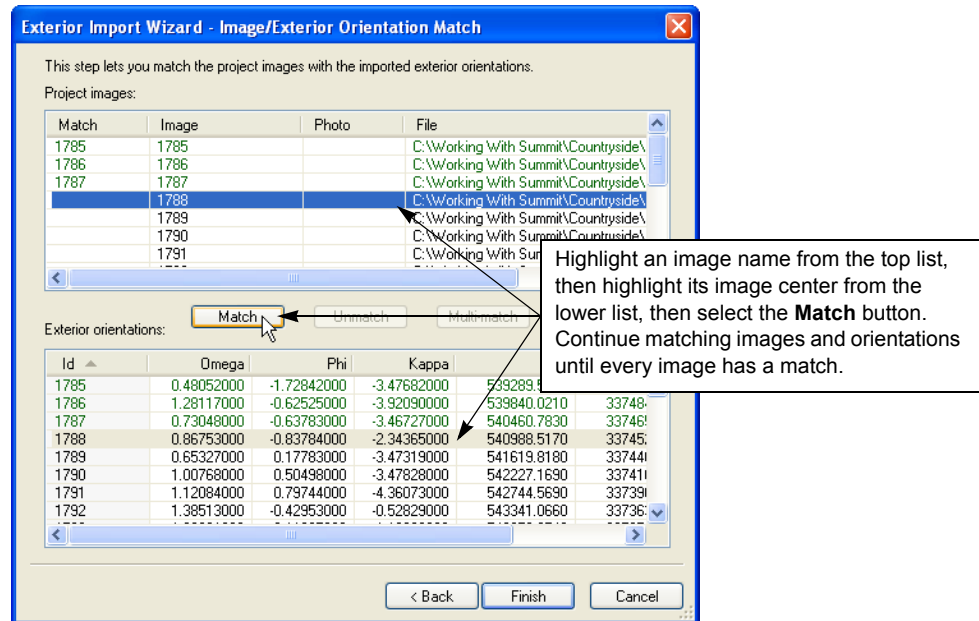 Exterior Import Wizard - Image/Exterior Orientation Match
This step lets you match the project images with the imported exterior orientations.
Project images:
Match Image Photo File
1785 1785 C:\Working With Summit\Countryside\
1786 1786 C:\Working With Summit\Countryside\
1787 1787 C:\Working With Summit\Countryside\
1788 C:\Working With Summit\Countryside\
1789 C:\Working With Summit\Countryside\
1790 C:\Working With Summit\Countryside\
1791 C:\Working With Sum
Highlight an image name from the top list,
then highlight its image center from the
lower list, then select the Match button.
Continue matching images and orientations
until every image has a match.
Match Unmatch Multi-match
Exterior orientations:
Id Omega Phi Kappa
1785 0.48052000 -1.72842000 -3.47682000 539289.
1786 1.28117000 -0.62525000 -3.92090000 539840.0210 33748
1787 0.73048000 -0.63783000 -3.46727000 540460.7830 33746
1788 0.86753000 -0.83784000 -2.34365000 540988.5170 33745
1789 0.65327000 0.17783000 -3.47319000 541619.8180 33744
1790 1.00768000 0.50498000 -3.47828000 542227.1690 33741
1791 1.12084000 0.79744000 -4.36073000 542744.5690 33739
1792 1.38513000 -0.42953000 -0.52829000 543341.0660 33736
< Back Finish Cancel